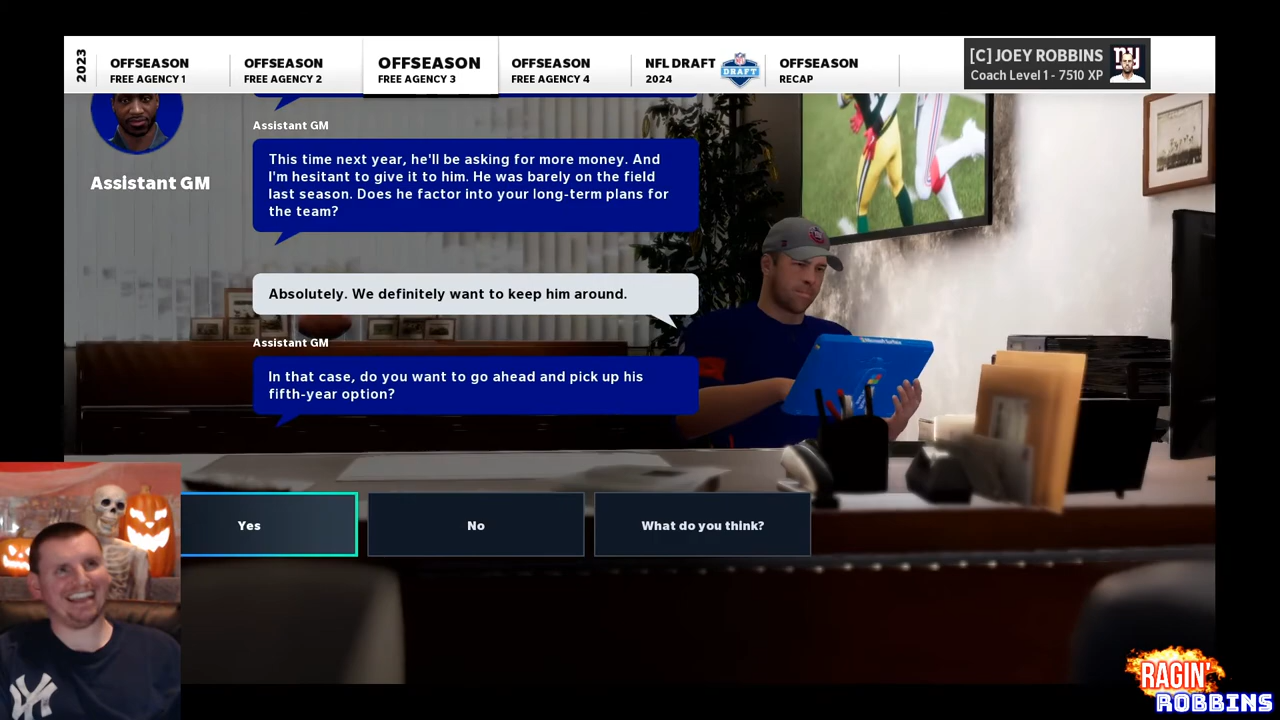 2023
OFFSEASON
FREE AGENCY 1
OFFSEASON
FREE AGENCY 2
OFFSEASON
FREE AGENCY 3
OFFSEASON
FREE AGENCY 4
NFL DRAFT
2024
DRAFT
OFFSEASON
RECAP
[C] JOEY ROBBINS
Coach Level 1 - 7510 XP
ny
Assistant GM
Assistant GM
This time next year, he'll be asking for more money. And
I'm hesitant to give it to him. He was barely on the field
last season. Does he factor into your long-term plans for
the team?
Absolutely. We definitely want to keep him around.
Assistant GM
In that case, do you want to go ahead and pick up his
fifth-year option?
Microsoft Surface
Yes
No
What do you think?
NY
RAGIN'
ROBBINS